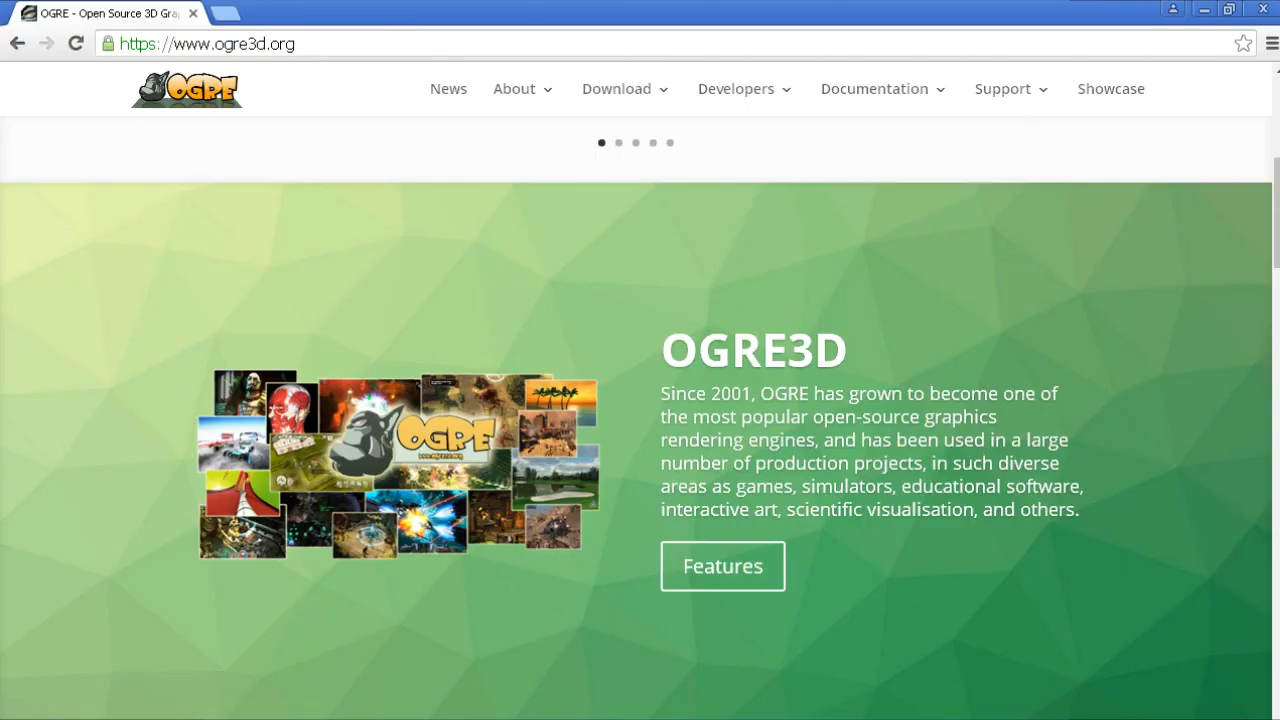 OGRE - Open Source 3D Gra
https://www.ogre3d.org
OGRE News About Download Developers Documentation Support Showcase
OGRE3D
Since 2001, OGRE has grown to become one of
the most popular open-source graphics
rendering engines, and has been used in a large
number of production projects, in such diverse
areas as games, simulators, educational software,
interactive art, scientific visualisation, and others.
OGRE
Features